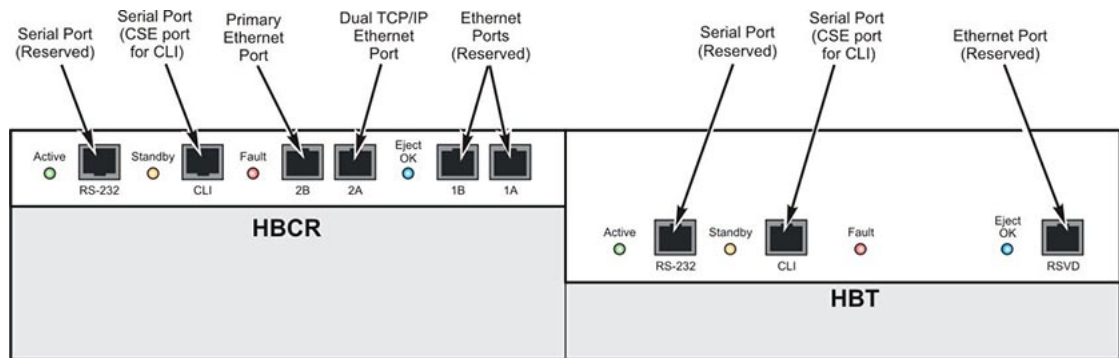 Serial Port
(Reserved)
Serial Port
(CSE port
for CLI)
Primary
Ethernet
Port
Dual TCP/IP
Ethernet
Port
Ethernet
Ports
(Reserved)
Serial Port
(Reserved)
Serial Port
(CSE port
for CLI)
Ethernet Port
(Reserved)
Active
RS-232
Standby
CLI
Fault
2B
2A
Eject
OK
1B
1A
HBCR
Active
RS-232
Standby
CLI
Fault
Eject
OK
RSVD
HBT